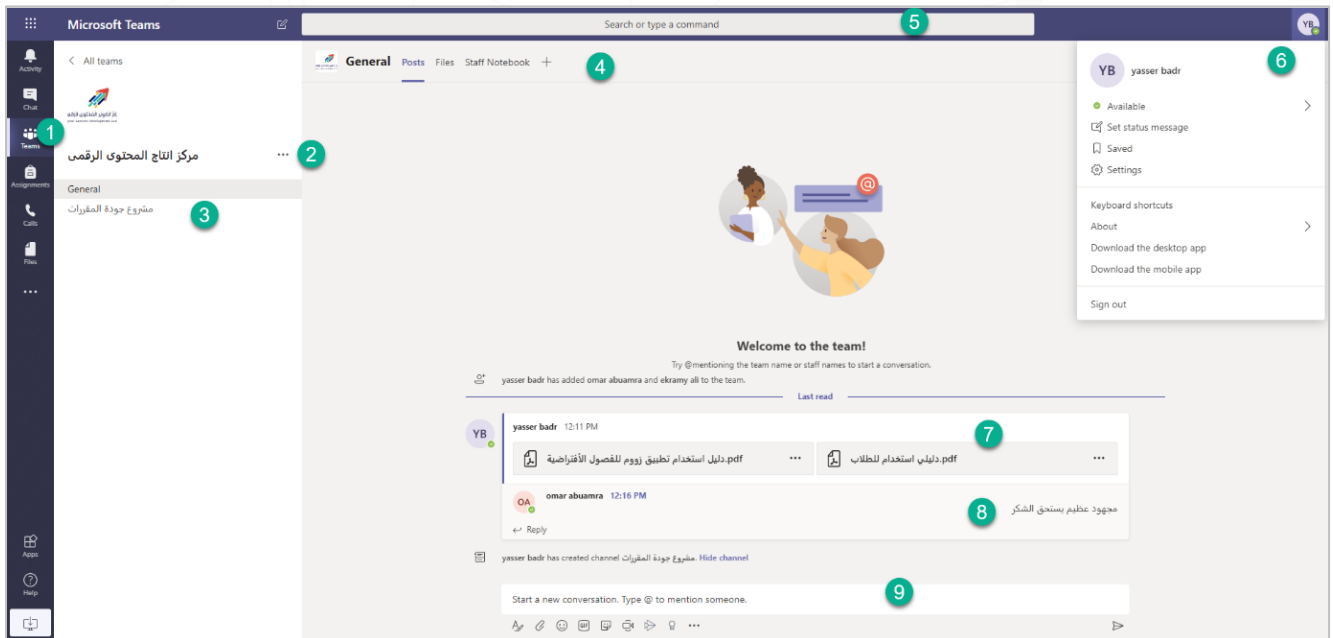 Microsoft Teams
Search or type a command
5
YB
Activity
Chat
Teams
1
Assignments
Calls
Files
Apps
Help
All teams
مركز انتاج المحتوى الرقمى
...
2
General
مشروع جودة المقررات
3
General Posts Files Staff Notebook +
4
6
YB yasser badr
Available
Set status message
Saved
Settings
Keyboard shortcuts
About
Download the desktop app
Download the mobile app
Sign out
@
Welcome to the team!
Try @mentioning the team name or staff names to start a conversation.
yasser badr has added omar abuamra and ekramy ali to the team.
Last read
YB
yasser badr 12:11 PM
7
دليل استخدام تطبيق زووم للفصول الأفتراضية.pdf
...
دليلي استخدام للطلاب.pdf
...
OA
omar abuamra 12:16 PM
مجهود عظيم يستحق الشكر
8
Reply
yasser badr has created channel مشروع جودة المقررات. Hide channel
9
Start a new conversation. Type @ to mention someone.
GIF
...